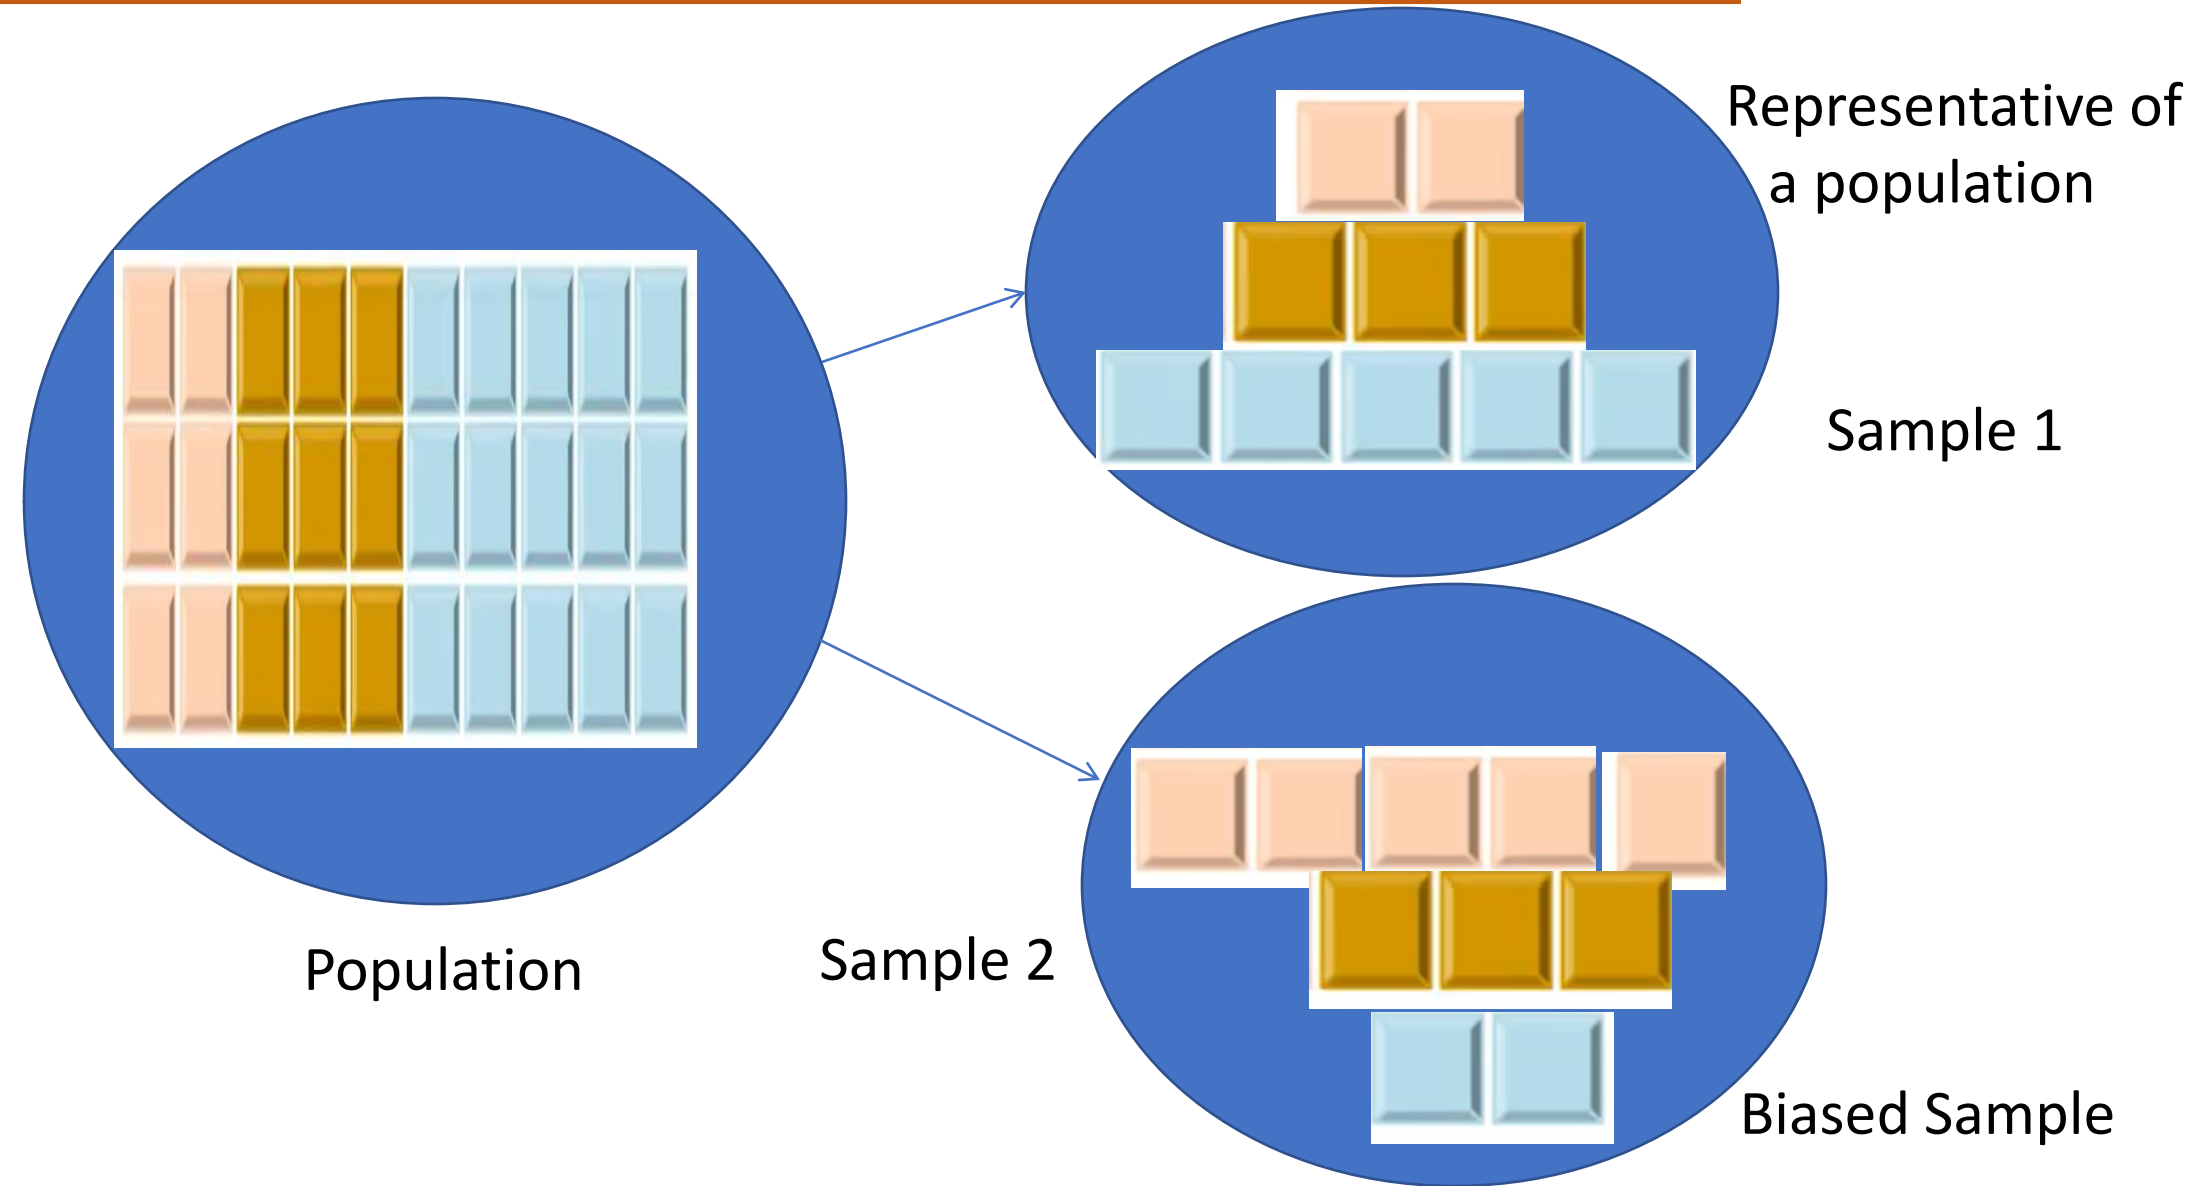 Representative of
a population
Sample 1
Population
Sample 2
Biased Sample